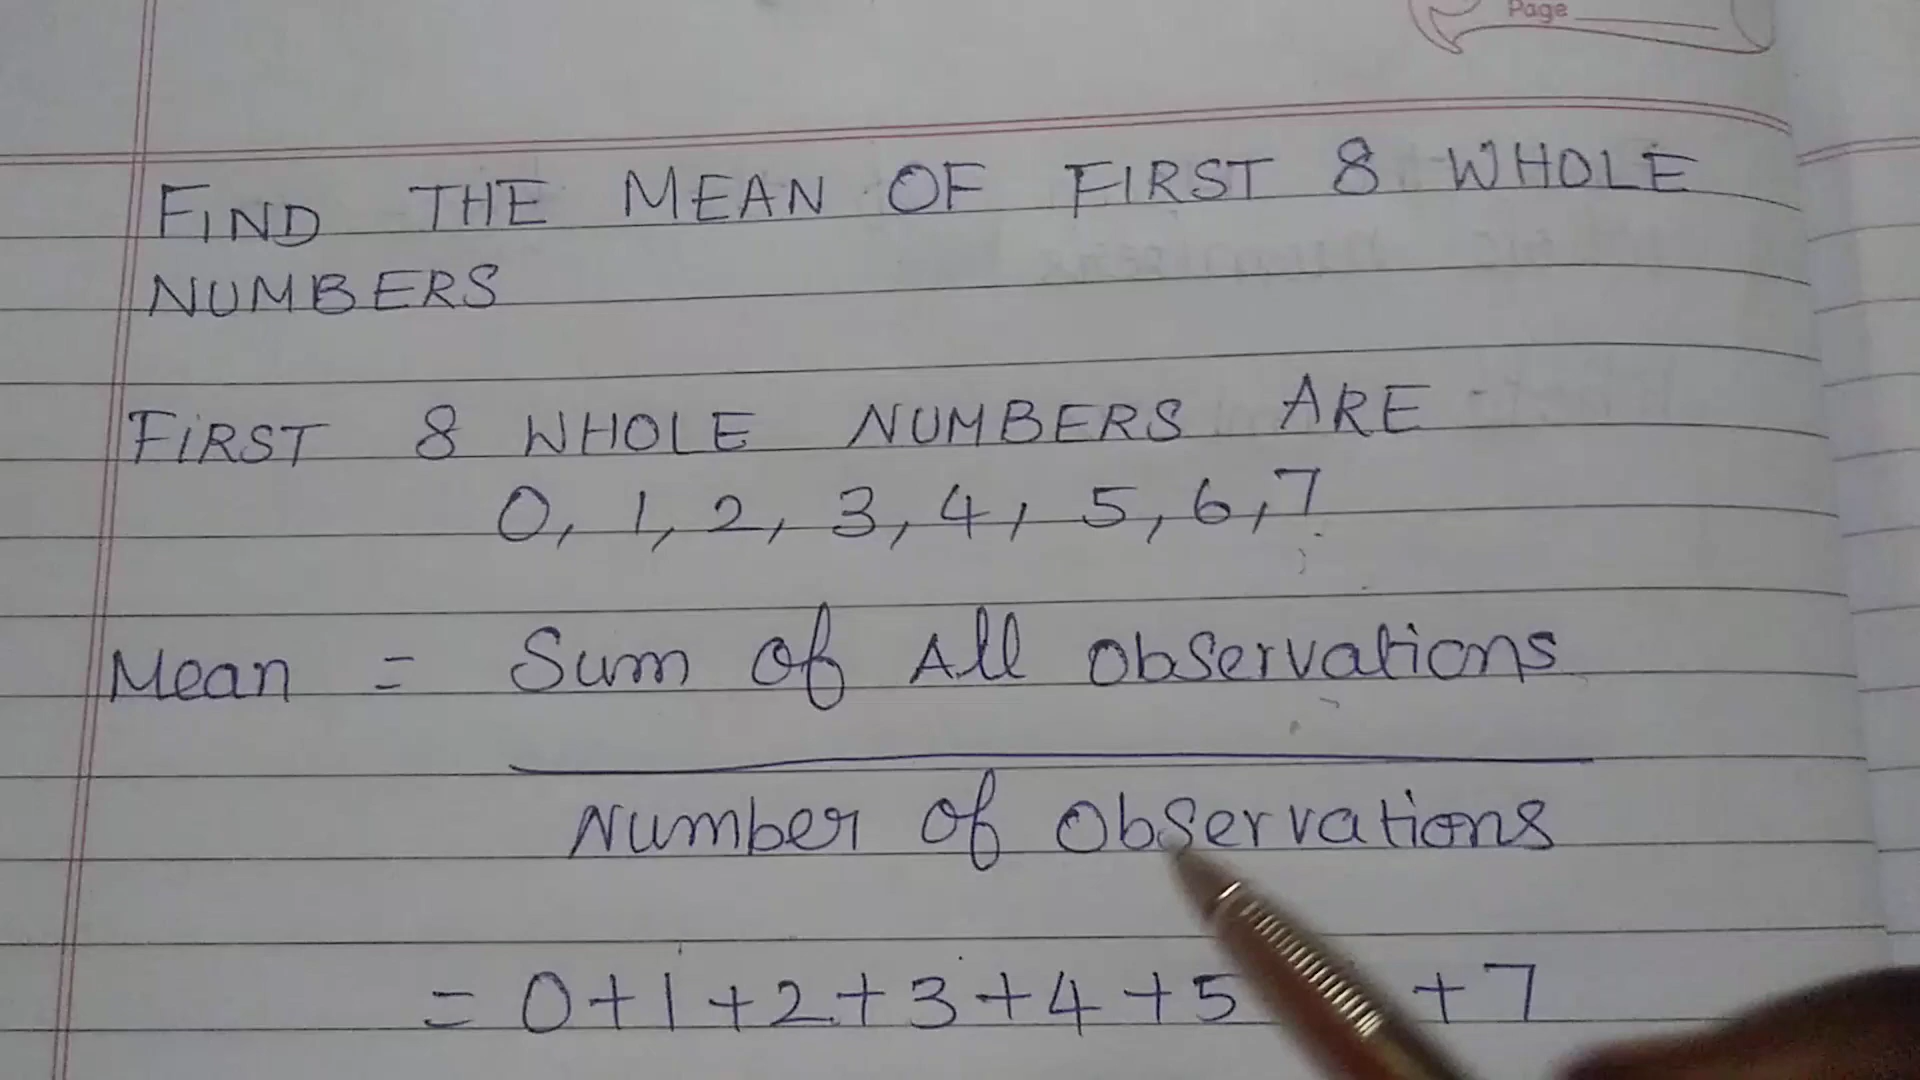 Page
FIND THE MEAN OF FIRST 8 WHOLE
NUMBERS
FIRST 8 WHOLE NUMBERS ARE
0, 1, 2, 3, 4, 5, 6, 7
Mean = Sum of All Observations
Number of Observations
= 0+1+2+3+4+5 +7